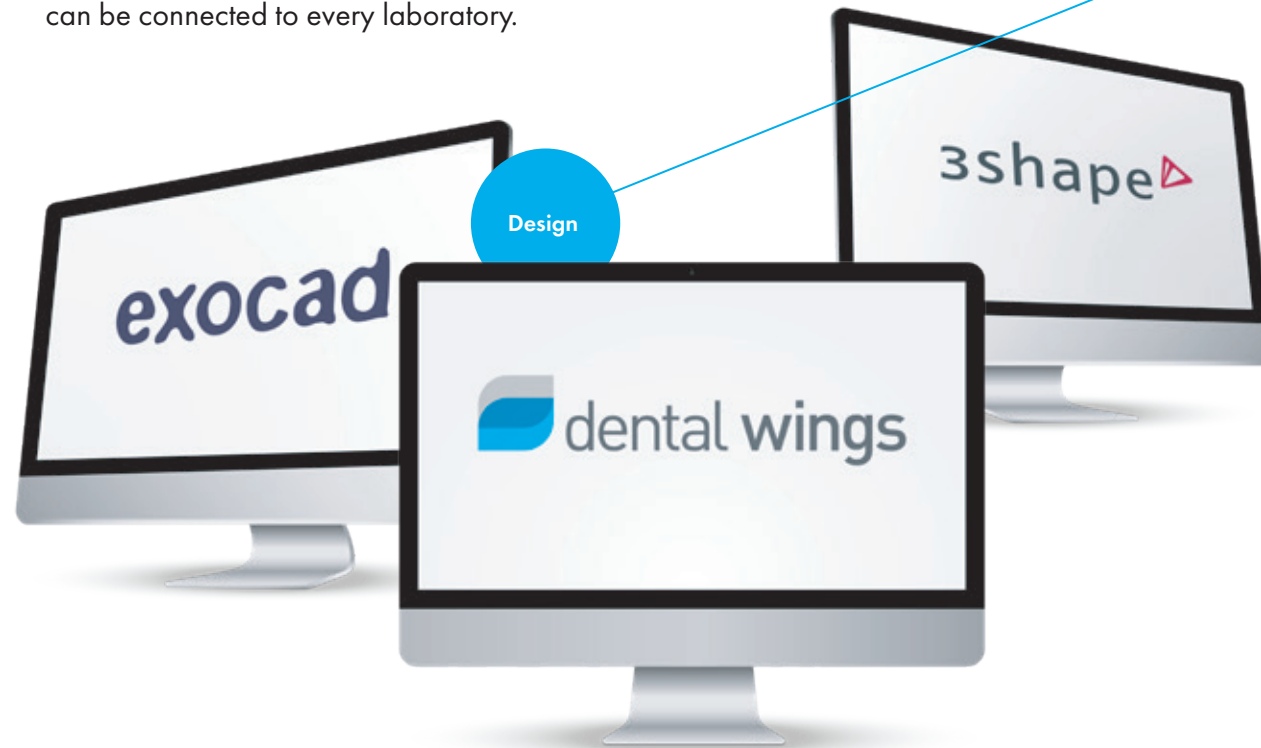 can be connected to every laboratory.
3shape
Design
exocad
dental wings